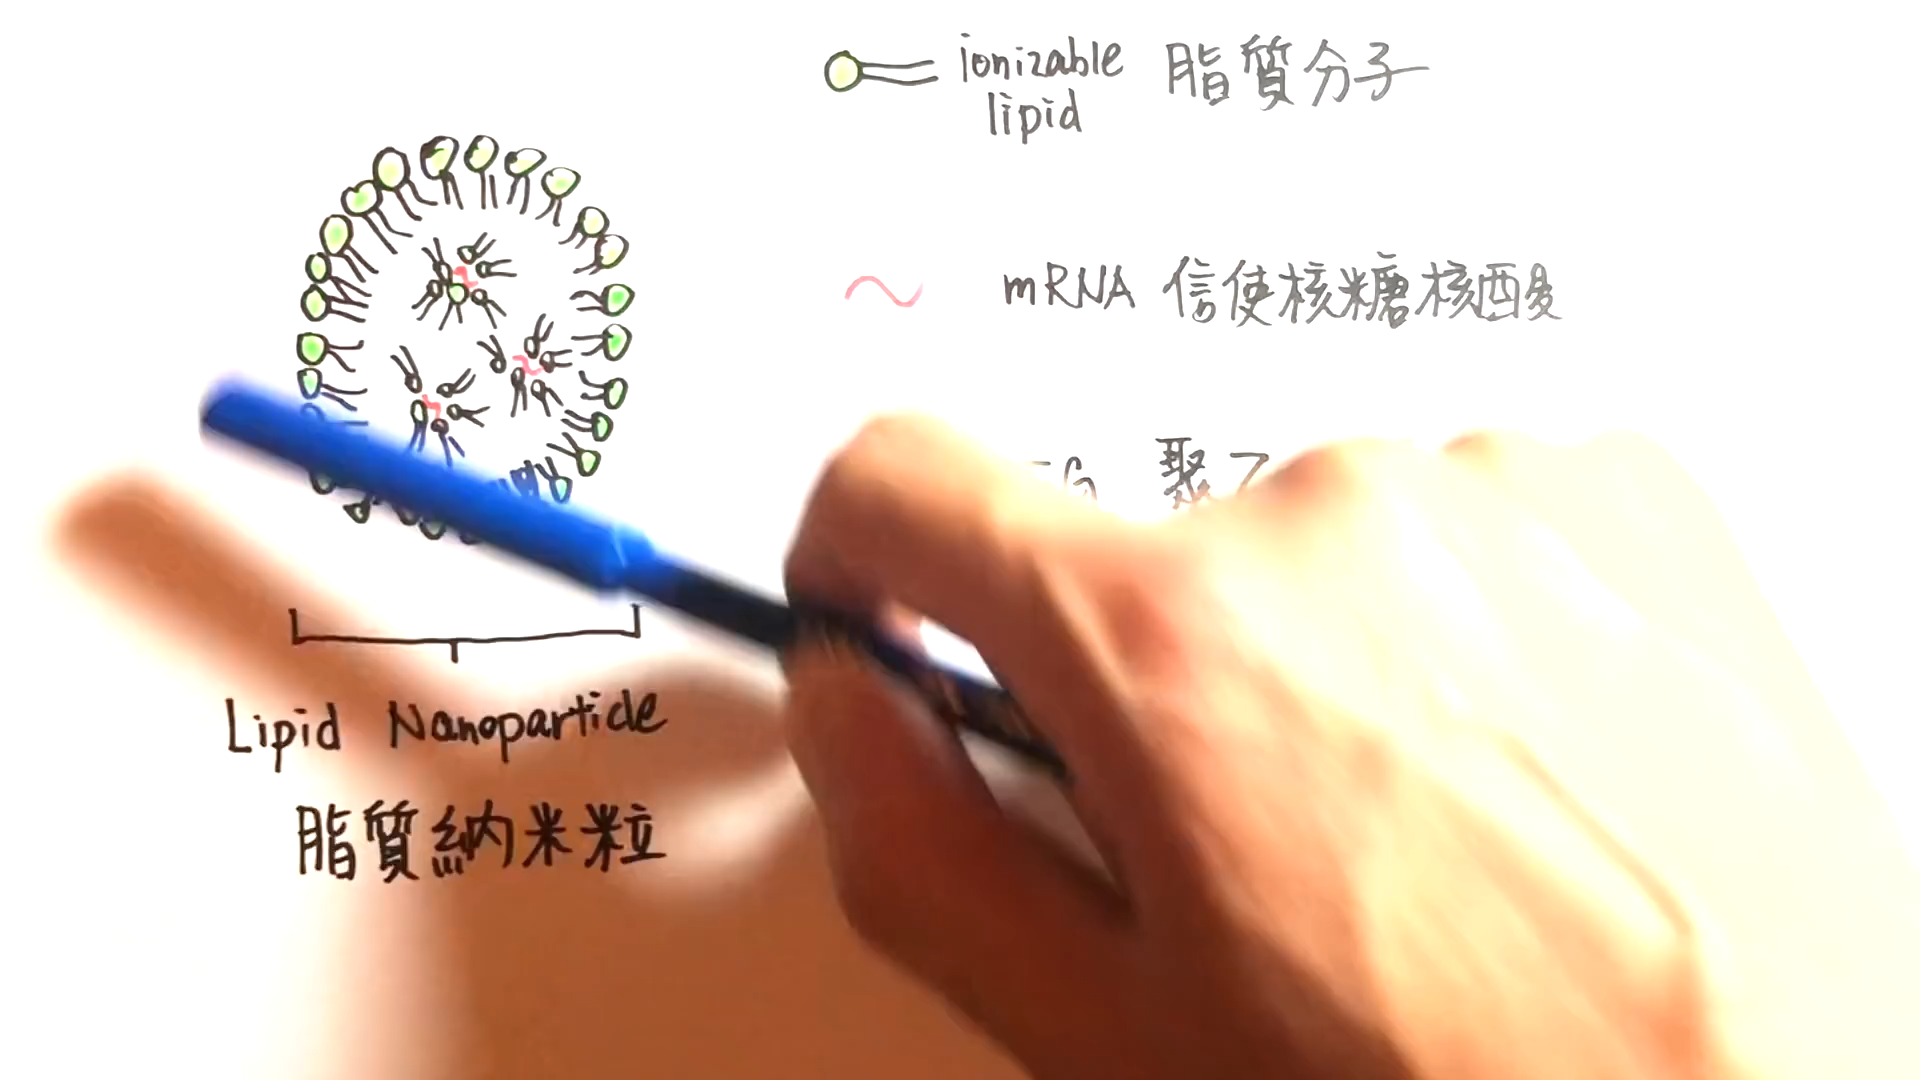 ionizable 脂質分子
lipid
mRNA 信使核糖核酸
G 聚乙
Lipid Nanoparticle
脂質納米粒